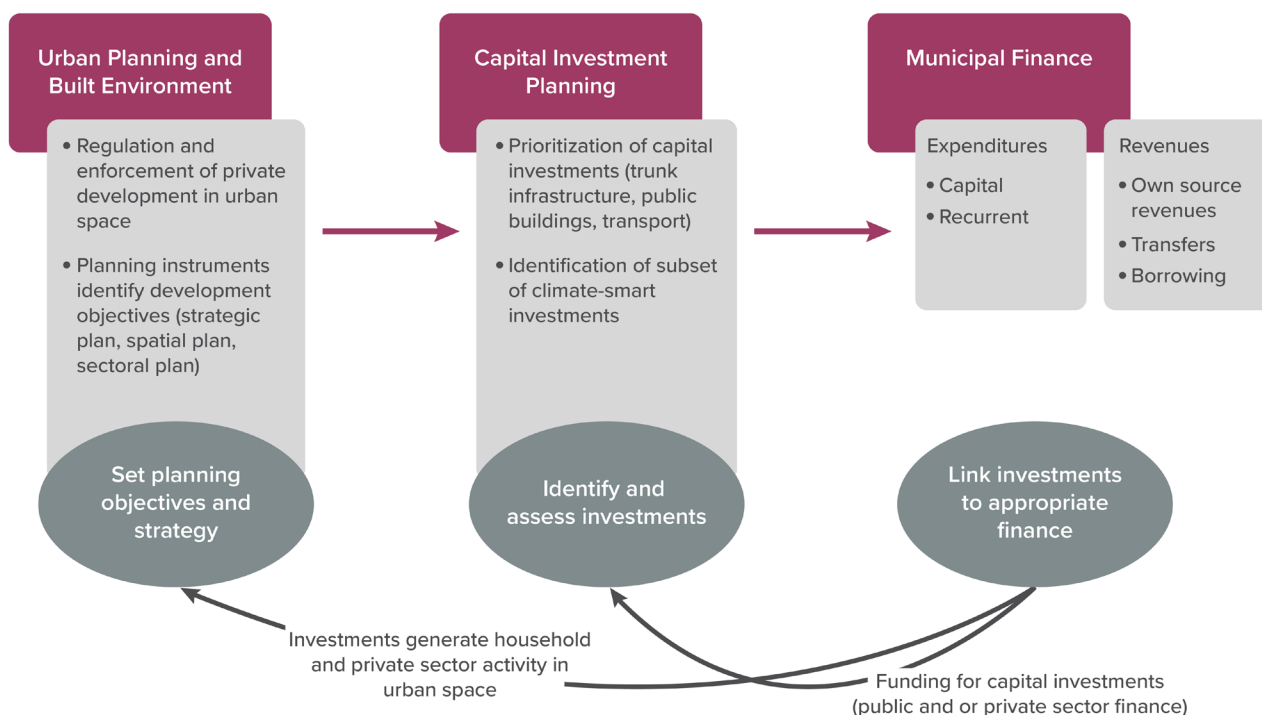 Urban Planning and
Built Environment
• Regulation and
enforcement of private
development in urban
space
• Planning instruments
identify development
objectives (strategic
plan, spatial plan,
sectoral plan)
Set planning
objectives and
strategy
Capital Investment
Planning
• Prioritization of capital
investments (trunk
infrastructure, public
buildings, transport)
• Identification of subset
of climate-smart
investments
Identify and
assess investments
Municipal Finance
Expenditures
• Capital
• Recurrent
Revenues
• Own source
revenues
• Transfers
• Borrowing
Link investments
to appropriate
finance
Investments generate household
and private sector activity in
urban space
Funding for capital investments
(public and or private sector finance)